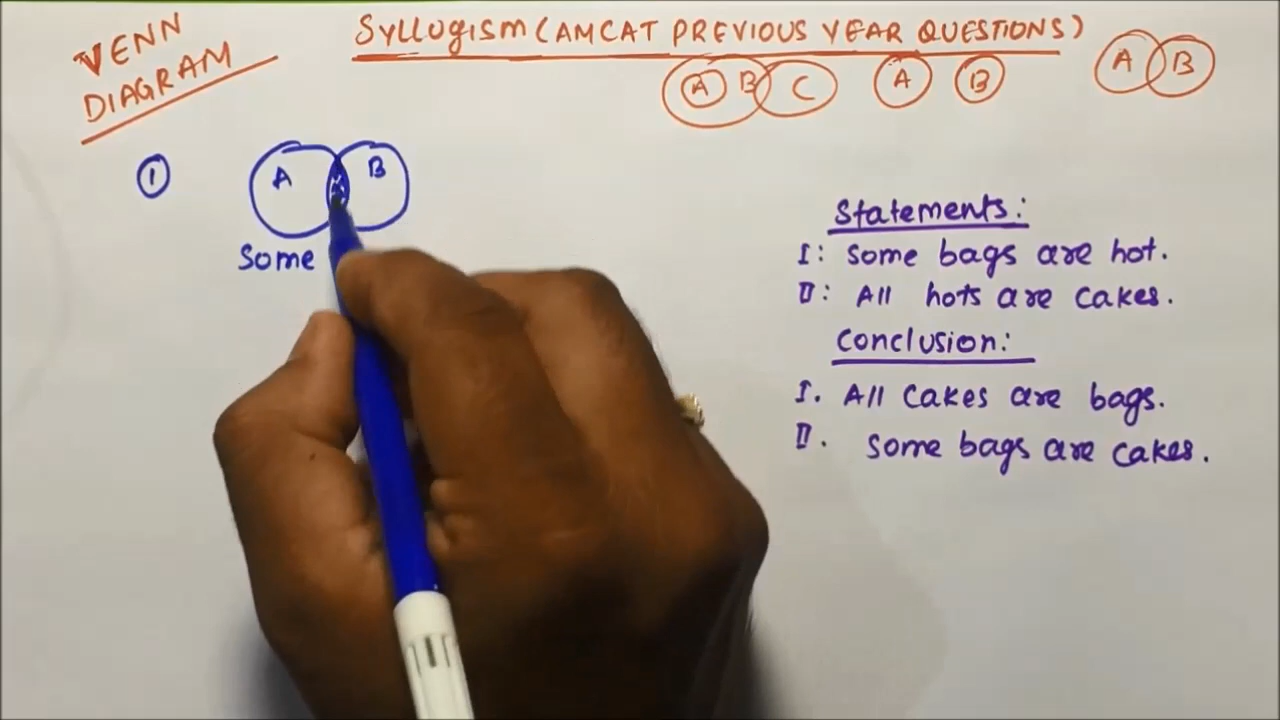 VENN
DIAGRAM
Syllogism (AMCAT PREVIOUS YEAR QUESTIONS)
A B C
A B
A B
1
A B
Some
Statements:
I: Some bags are hot.
II: All hots are cakes.
Conclusion:
I. All cakes are bags.
II. Some bags are cakes.